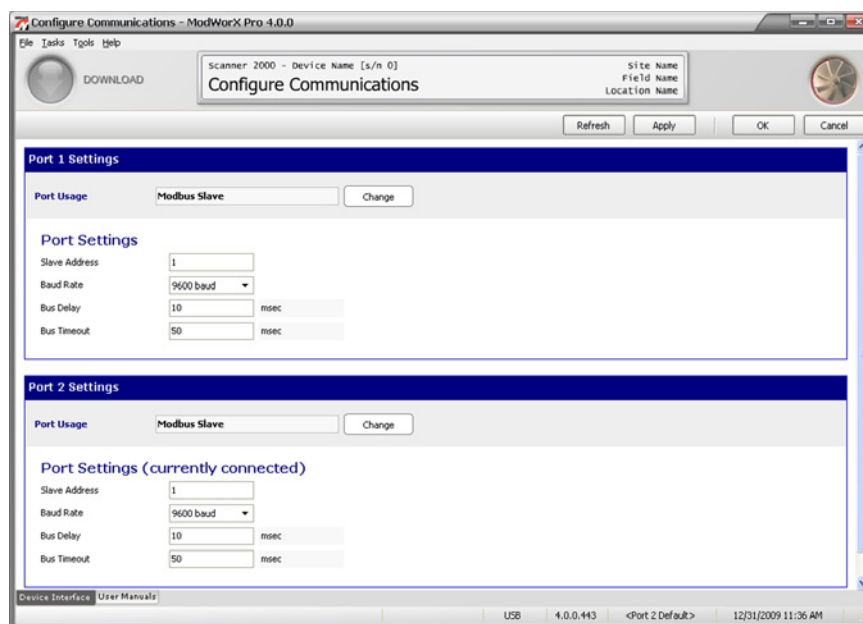 Configure Communications - ModWorX Pro 4.0.0
File Tasks Tools Help
DOWNLOAD
Scanner 2000 - Device Name [s/n 0]
Configure Communications
Site Name
Field Name
Location Name
Refresh Apply OK Cancel
Port 1 Settings
Port Usage Modbus Slave Change
Port Settings
Slave Address 1
Baud Rate 9600 baud
Bus Delay 10 msec
Bus Timeout 50 msec
Port 2 Settings
Port Usage Modbus Slave Change
Port Settings (currently connected)
Slave Address 1
Baud Rate 9600 baud
Bus Delay 10 msec
Bus Timeout 50 msec
Device Interface User Manuals
USB 4.0.0.443 <Port 2 Default> 12/31/2009 11:36 AM